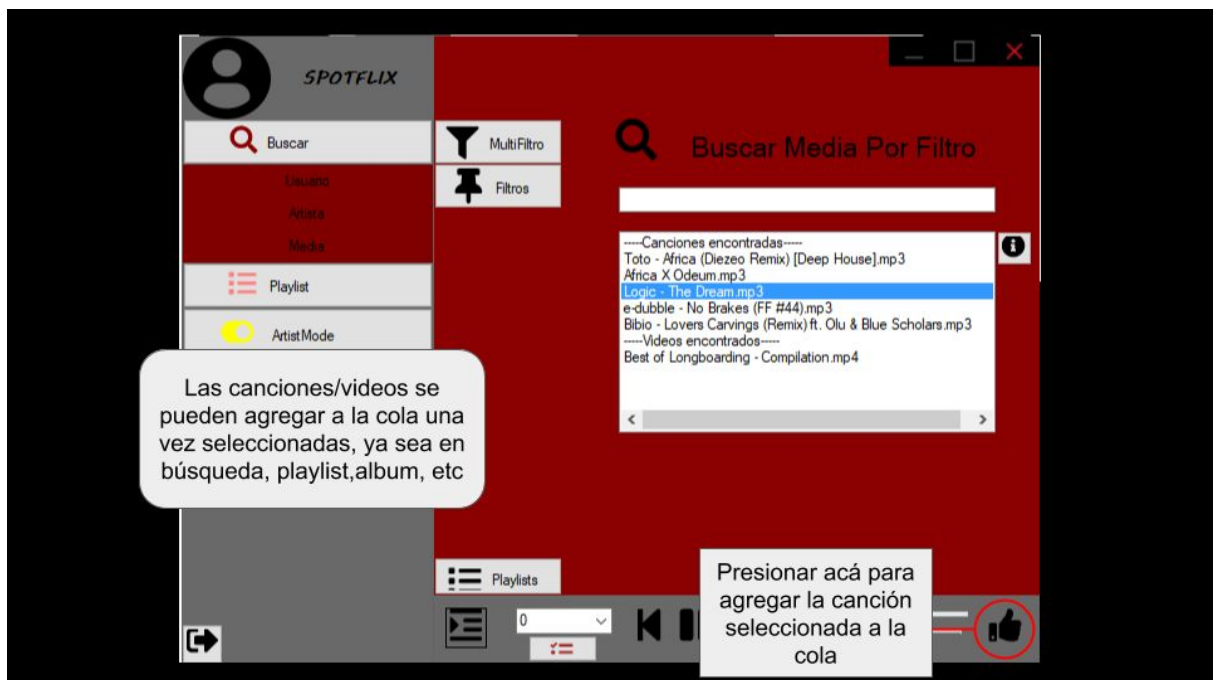 SPOTFLIX
Buscar
Usuario
Artista
Media
Playlist
ArtistMode
MultiFiltro
Filtros
Buscar Media Por Filtro
-----Canciones encontradas-----
Toto - Africa (Diezeo Remix) [Deep House].mp3
Africa X Odeum.mp3
Logic - The Dream.mp3
e-dubble - No Brakes (FF #44).mp3
Bibio - Lovers Carvings (Remix) ft. Olu & Blue Scholars.mp3
-----Videos encontrados-----
Best of Longboarding - Compilation.mp4
Las canciones/videos se
pueden agregar a la cola una
vez seleccionadas, ya sea en
búsqueda, playlist,album, etc
Playlists
0
Presionar acá para
agregar la canción
seleccionada a la
cola